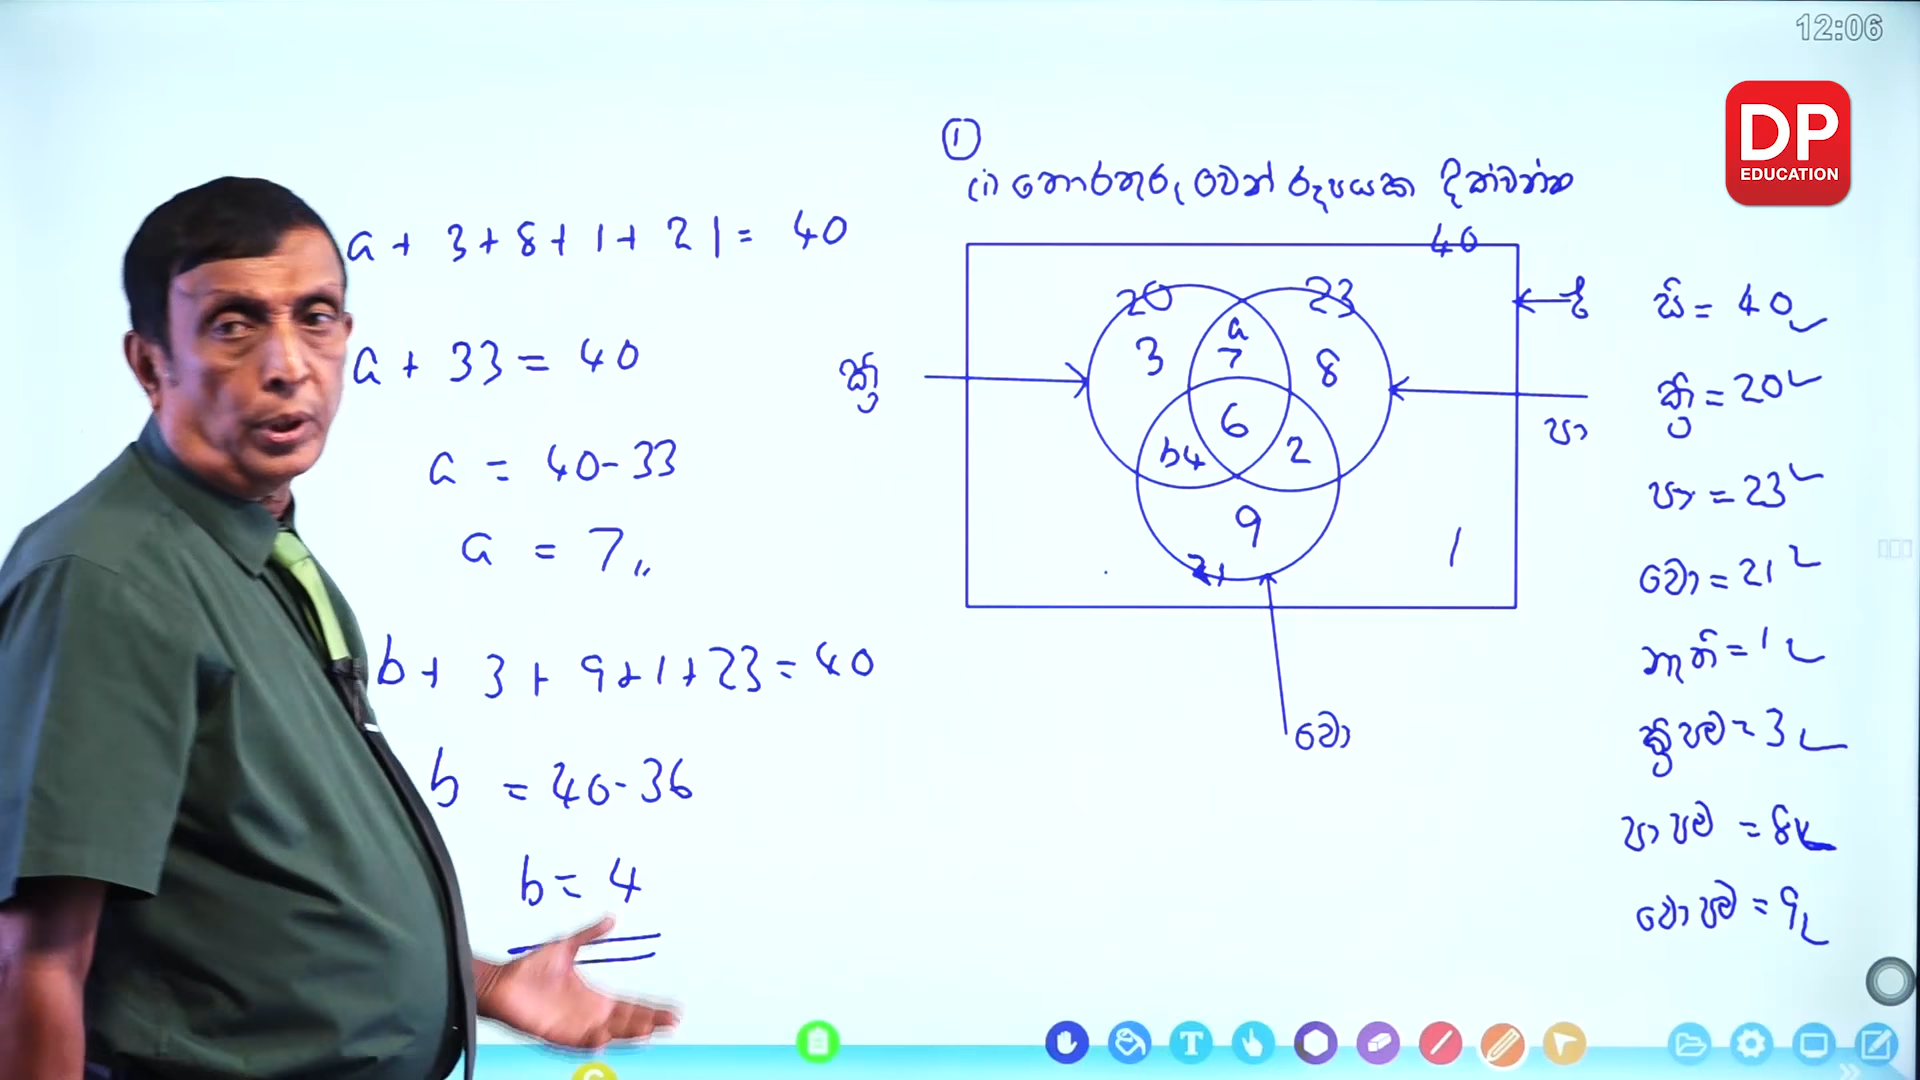 12:06
DP
EDUCATION
①
(i) තොරතුරු වෙන් රූපයක දක්වන්න
a + 3 + 8 + 1 + 21 = 40
a + 33 = 40
a = 40 - 33
a = 7
b + 3 + 9 + 1 + 23 = 40
b = 40 - 36
b = 4
40
20
23
a
3
7
8
6
b4
2
9
21
1
ක්‍රි
පා
වො
= 40
ක්‍රි = 20
පා = 23
වො = 21
නැත් = 1
ක්‍රි පම = 3
පා පම = 8
වො පම = 9
T